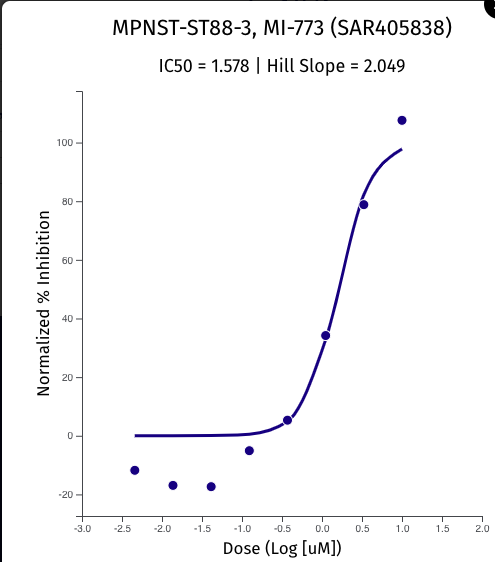 MPNST-ST88-3, MI-773 (SAR405838)
IC50 = 1.578 | Hill Slope = 2.049
Normalized % Inhibition
100
80
60
40
20
0
-20
-3.0 -2.5 -2.0 -1.5 -1.0 -0.5 0.0 0.5 1.0 1.5 2.0
Dose (Log [uM])